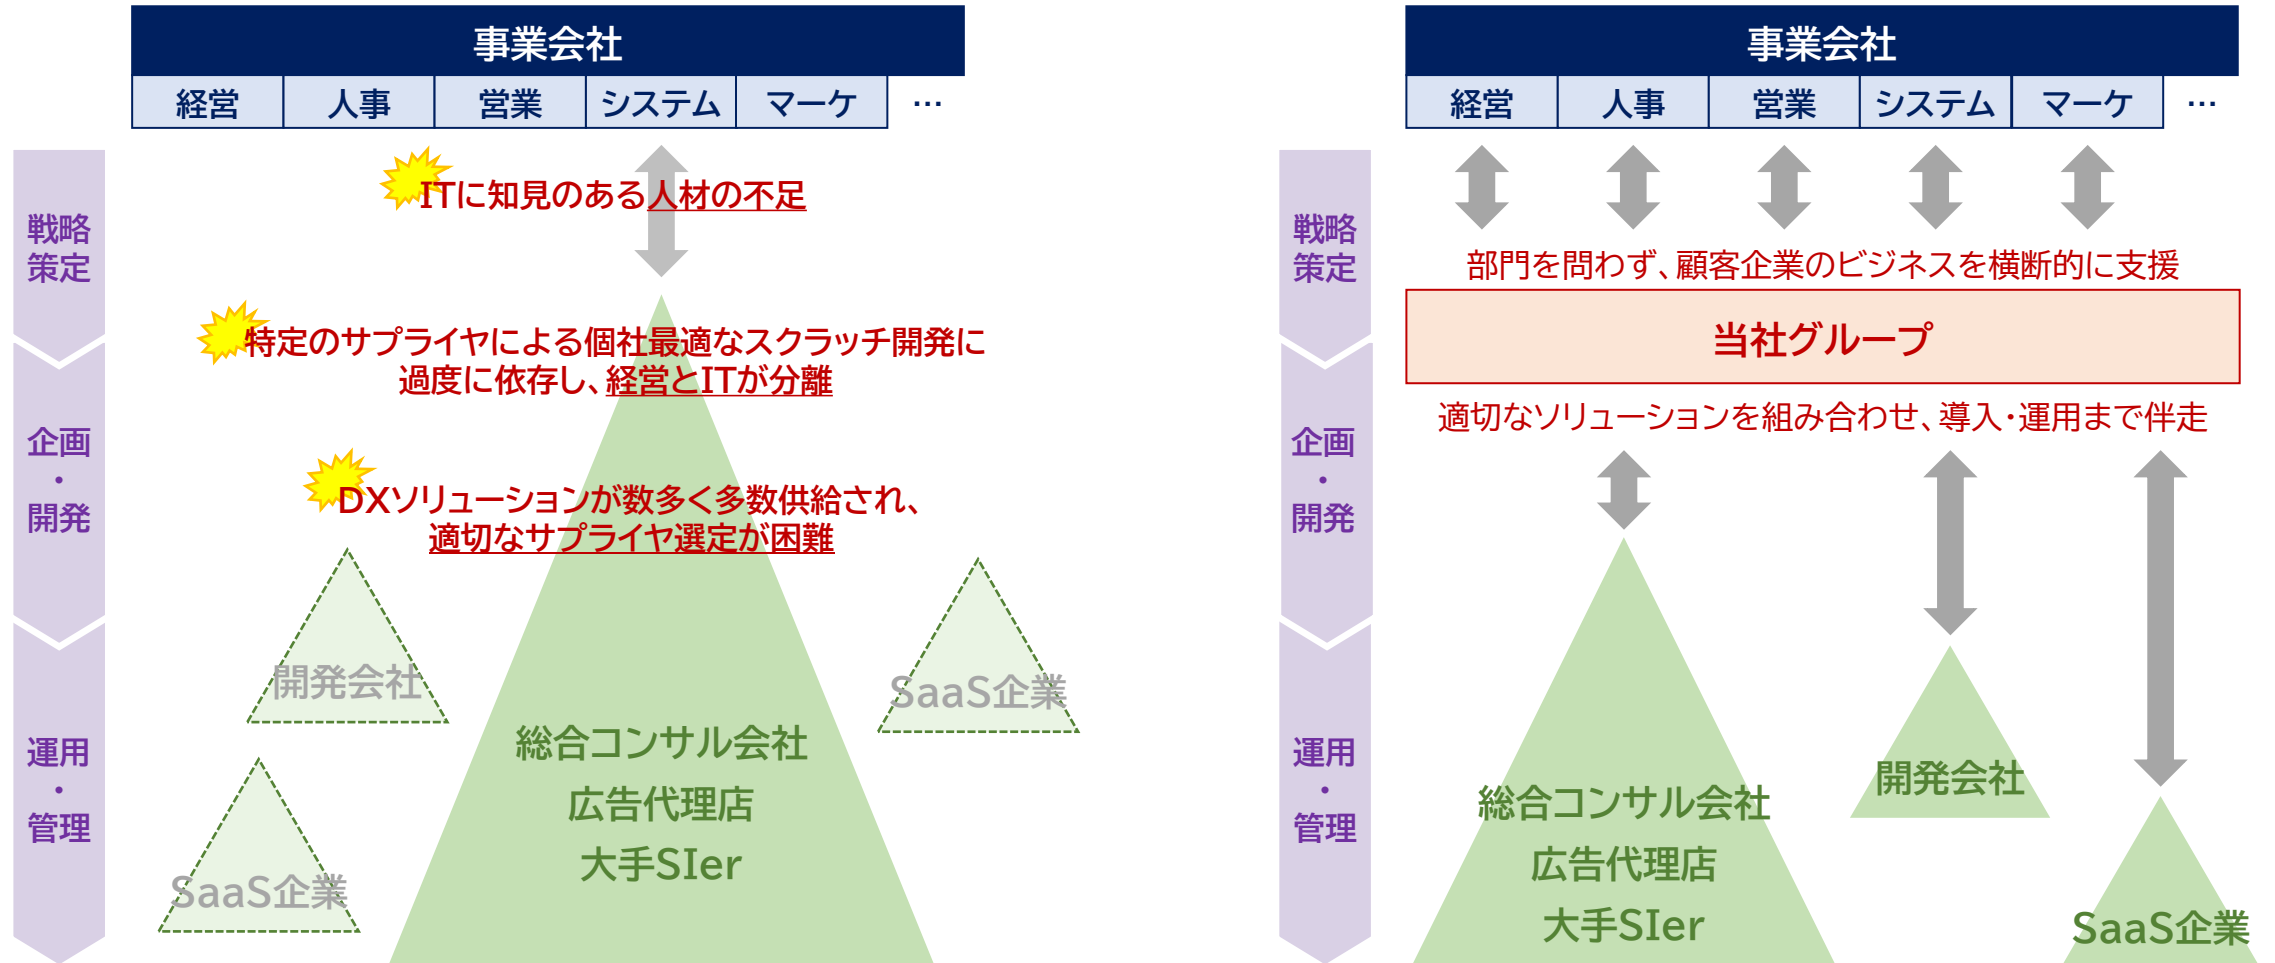 事業会社
経営 人事 営業 システム マーケ …
戦略
策定
企画
・
開発
運用
・
管理
ITに知見のある人材の不足
特定のサプライヤによる個社最適なスクラッチ開発に
過度に依存し、経営とITが分離
DXソリューションが数多く多数供給され、
適切なサプライヤ選定が困難
開発会社
SaaS企業
SaaS企業
総合コンサル会社
広告代理店
大手SIer
事業会社
経営 人事 営業 システム マーケ …
戦略
策定
企画
・
開発
運用
・
管理
部門を問わず、顧客企業のビジネスを横断的に支援
当社グループ
適切なソリューションを組み合わせ、導入・運用まで伴走
総合コンサル会社
広告代理店
大手SIer
開発会社
SaaS企業